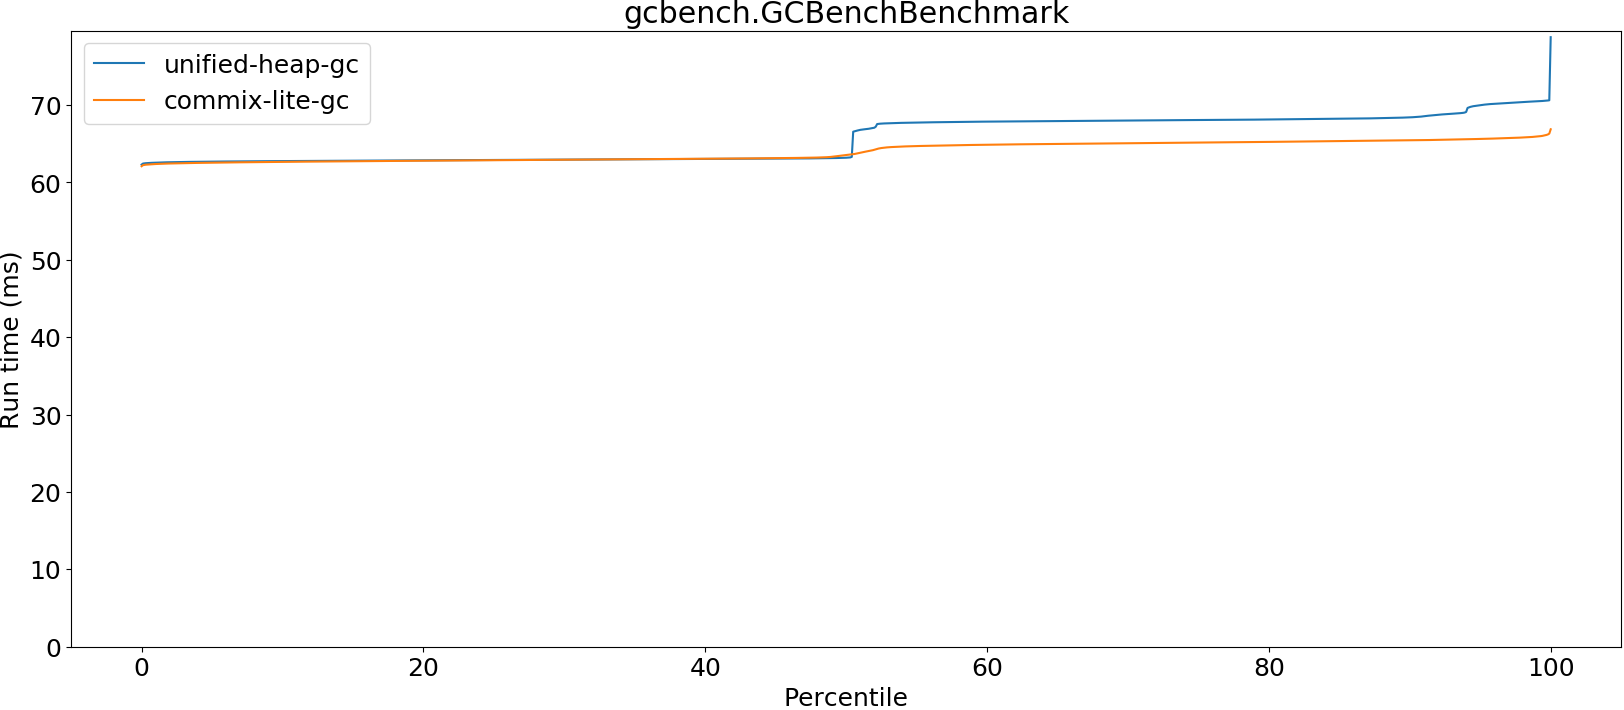 gcbench.GCBenchBenchmark
unified-heap-gc
commix-lite-gc
Run time (ms)
70
60
50
40
30
20
10
0
0 20 40 60 80 100
Percentile